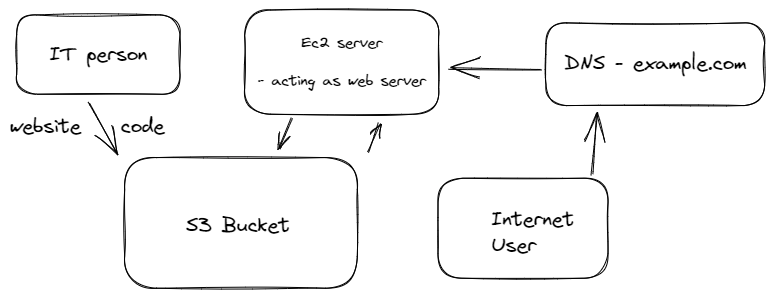 IT person
Ec2 server
- acting as web server
DNS - example.com
website code
S3 Bucket
Internet
User